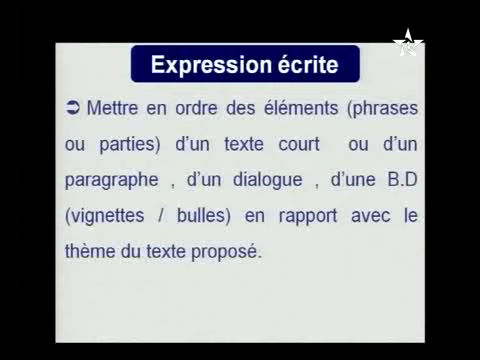 Expression écrite
➲ Mettre en ordre des éléments (phrases
ou parties) d'un texte court ou d'un
paragraphe , d'un dialogue , d'une B.D
(vignettes / bulles) en rapport avec le
thème du texte proposé.